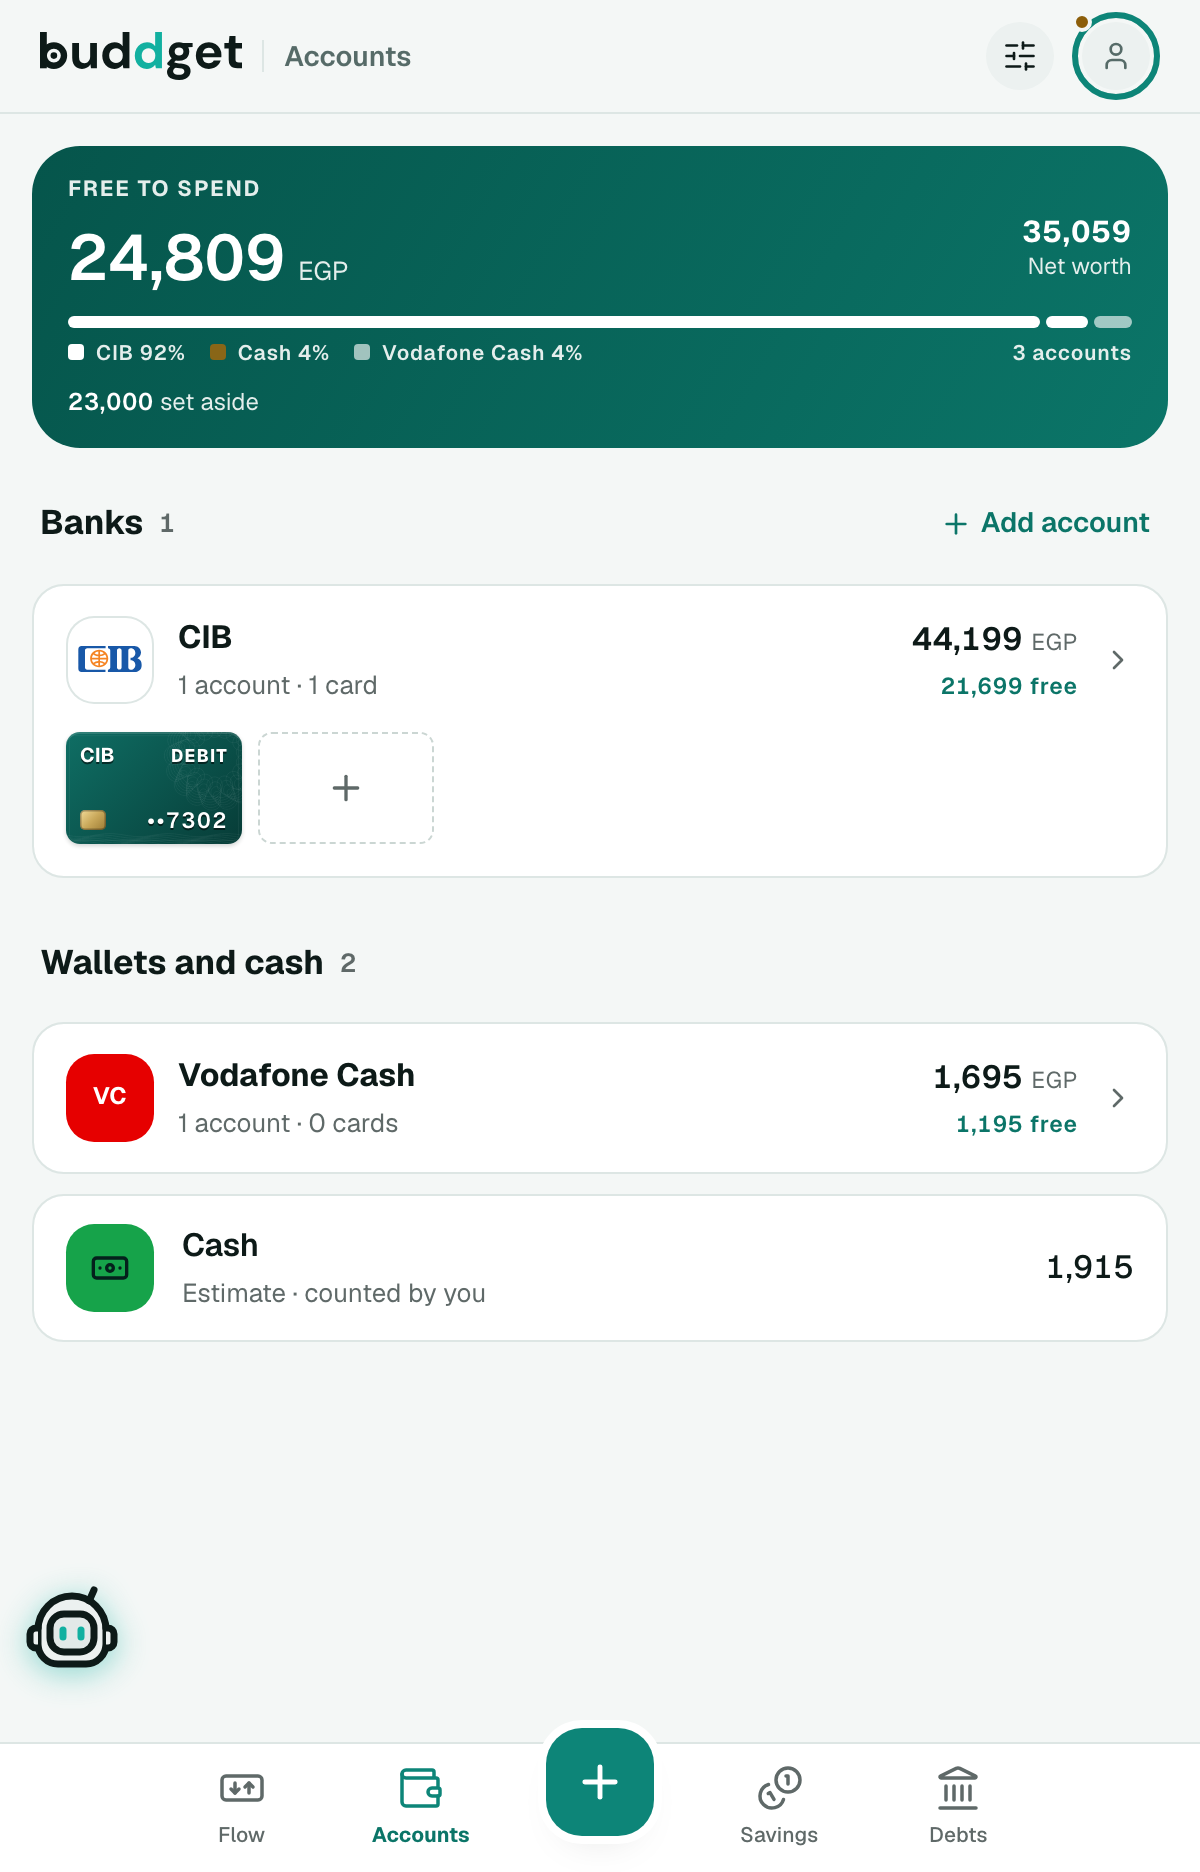 buddget
Accounts
FREE TO SPEND
24,809 EGP
35,059
Net worth
CIB 92% Cash 4% Vodafone Cash 4%
3 accounts
23,000 set aside
Banks 1
+ Add account
CIB
CIB
1 account · 1 card
44,199 EGP
21,699 free
CIB DEBIT
••7302
Wallets and cash 2
VC
Vodafone Cash
1 account · 0 cards
1,695 EGP
1,195 free
Cash
Estimate · counted by you
1,915
Flow
Accounts
Savings
Debts